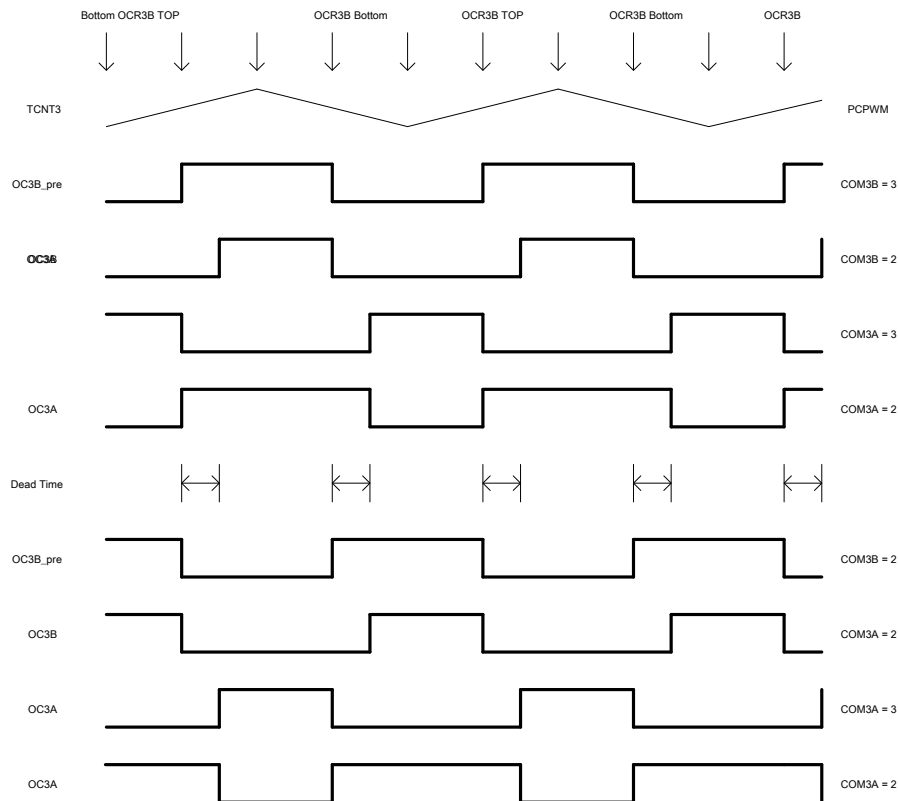 Bottom OCR3B TOP OCR3B Bottom OCR3B TOP OCR3B Bottom OCR3B
TCNT3 PCPWM
OC3B_pre COM3B = 3
COM3B = 2
COM3A = 3
OC3A COM3A = 2
Dead Time
OC3B_pre COM3B = 2
OC3B COM3A = 2
OC3A COM3A = 3
OC3A COM3A = 2